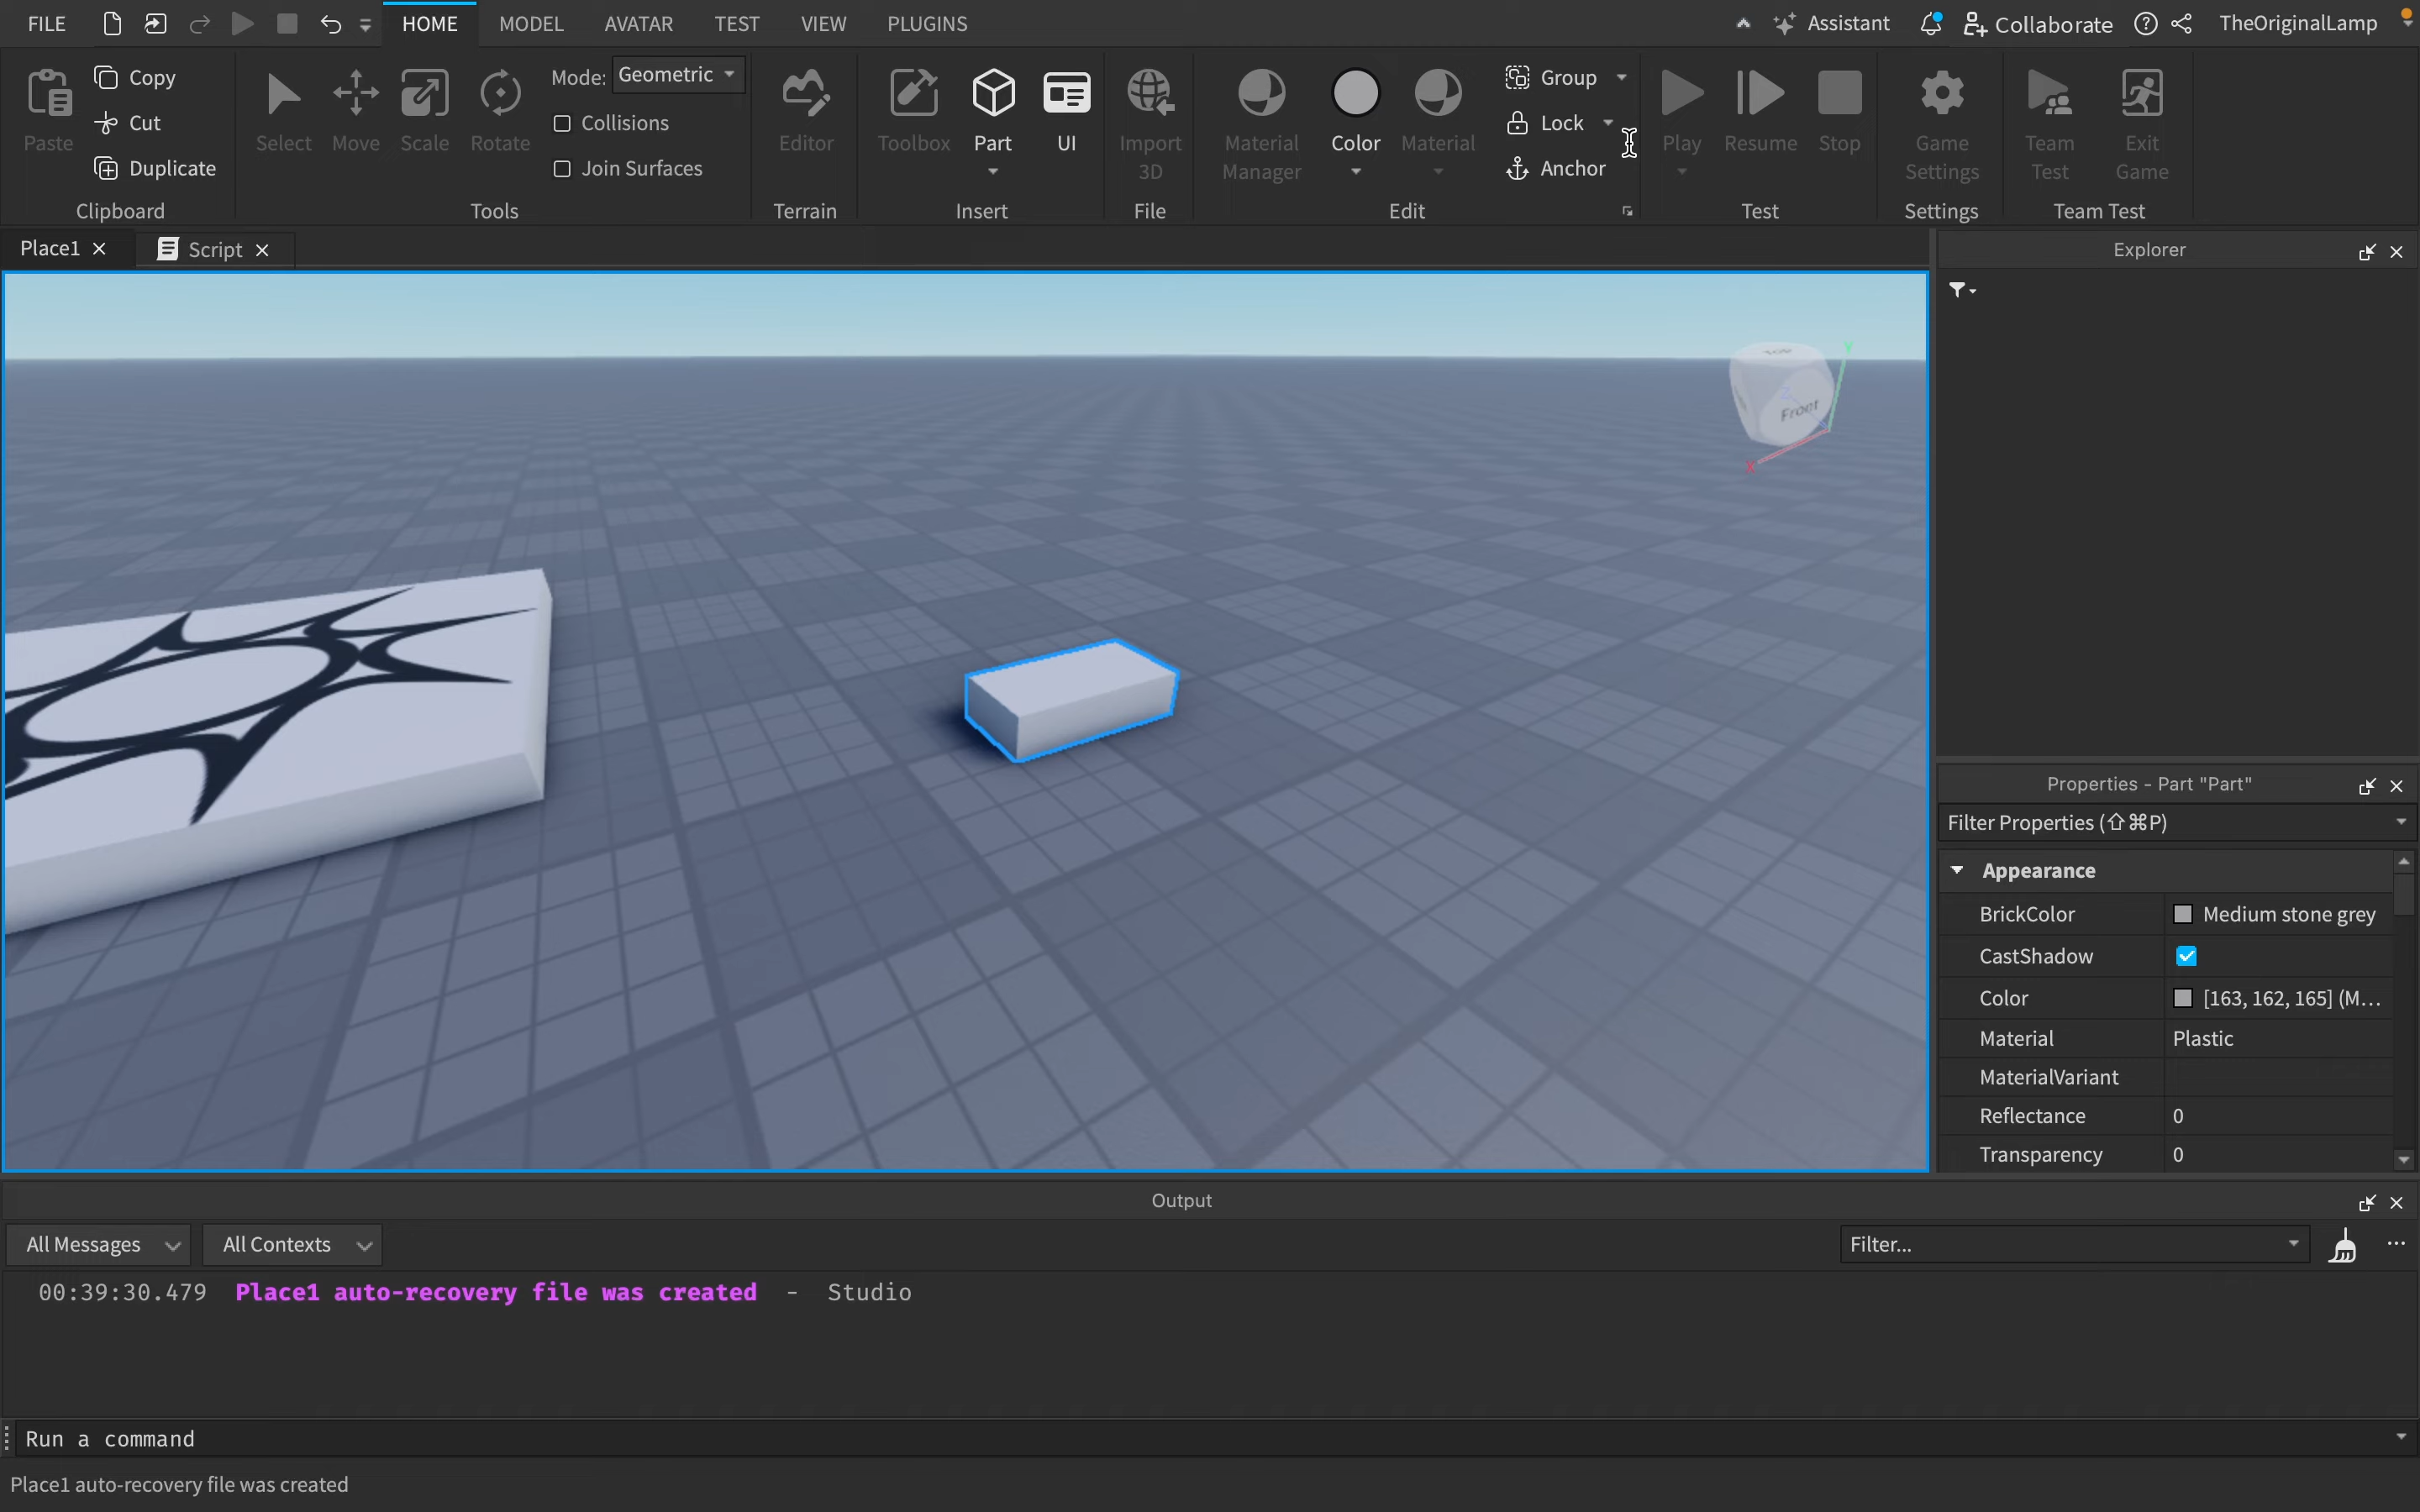 FILE HOME MODEL AVATAR TEST VIEW PLUGINS Assistant Collaborate TheOriginalLamp
Paste
Copy
Cut
Duplicate
Clipboard
Select Move Scale Rotate
Mode: Geometric
Collisions
Join Surfaces
Tools
Editor
Terrain
Toolbox Part UI
Insert
Import
3D
File
Material
Manager
Color
Material
Group
Lock
Anchor
Edit
Play Resume Stop
Test
Game
Settings
Settings
Team
Test
Exit
Game
Team Test
Place1 Script
Explorer
Top
Front
Y
Z
X
Properties - Part "Part"
Filter Properties (⇧⌘P)
Appearance
BrickColor Medium stone grey
CastShadow
Color [163, 162, 165] (M...
Material Plastic
MaterialVariant
Reflectance 0
Transparency 0
Output
All Messages All Contexts Filter...
00:39:30.479 Place1 auto-recovery file was created - Studio
Run a command
Place1 auto-recovery file was created